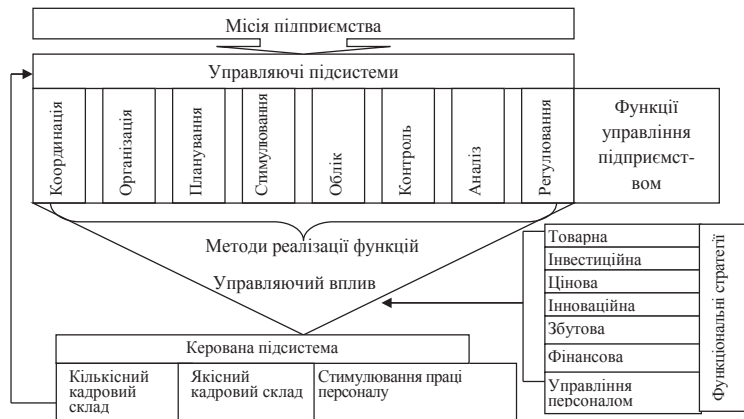 Місія підприємства
Управляючі підсистеми
Координація
Організація
Планування
Стимулювання
Облік
Контроль
Аналіз
Регулювання
Функції
управління
підприємст-
вом
Методи реалізації функцій
Управляючий вплив
Товарна
Інвестиційна
Цінова
Інноваційна
Збутова
Фінансова
Управління
персоналом
Функціональні стратегії
Керована підсистема
Кількісний
кадровий
склад
Якісний
кадровий склад
Стимулювання праці
персоналу